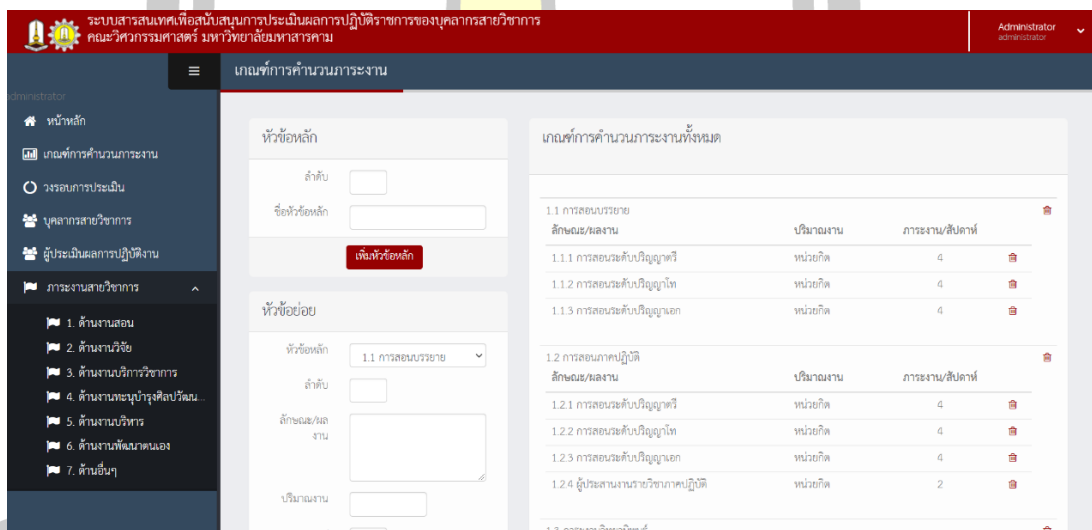 ระบบสารสนเทศเพื่อสนับสนุนการประเมินผลการปฏิบัติราชการของบุคลากรสายวิชาการ
คณะวิศวกรรมศาสตร์ มหาวิทยาลัยมหาสารคาม
Administrator
administrator
เกณฑ์การคำนวนภาระงาน
administrator
หน้าหลัก
เกณฑ์การคำนวนภาระงาน
วงรอบการประเมิน
บุคลากรสายวิชาการ
ผู้ประเมินผลการปฏิบัติงาน
ภาระงานสายวิชาการ
1. ด้านงานสอน
2. ด้านงานวิจัย
3. ด้านงานบริการวิชาการ
4. ด้านงานทะนุบำรุงศิลปวัฒน...
5. ด้านงานบริหาร
6. ด้านงานพัฒนาตนเอง
7. ด้านอื่นๆ
หัวข้อหลัก
ลำดับ
ชื่อหัวข้อหลัก
เพิ่มหัวข้อหลัก
หัวข้อย่อย
หัวข้อหลัก 1.1 การสอนบรรยาย
ลำดับ
ลักษณะ/ผล
งาน
ปริมาณงาน
เกณฑ์การคำนวนภาระงานทั้งหมด
1.1 การสอนบรรยาย
ลักษณะ/ผลงาน ปริมาณงาน ภาระงาน/สัปดาห์
1.1.1 การสอนระดับปริญญาตรี หน่วยกิต 4
1.1.2 การสอนระดับปริญญาโท หน่วยกิต 4
1.1.3 การสอนระดับปริญญาเอก หน่วยกิต 4
1.2 การสอนภาคปฏิบัติ
ลักษณะ/ผลงาน ปริมาณงาน ภาระงาน/สัปดาห์
1.2.1 การสอนระดับปริญญาตรี หน่วยกิต 4
1.2.2 การสอนระดับปริญญาโท หน่วยกิต 4
1.2.3 การสอนระดับปริญญาเอก หน่วยกิต 4
1.2.4 ผู้ประสานงานรายวิชาภาคปฏิบัติ หน่วยกิต 2